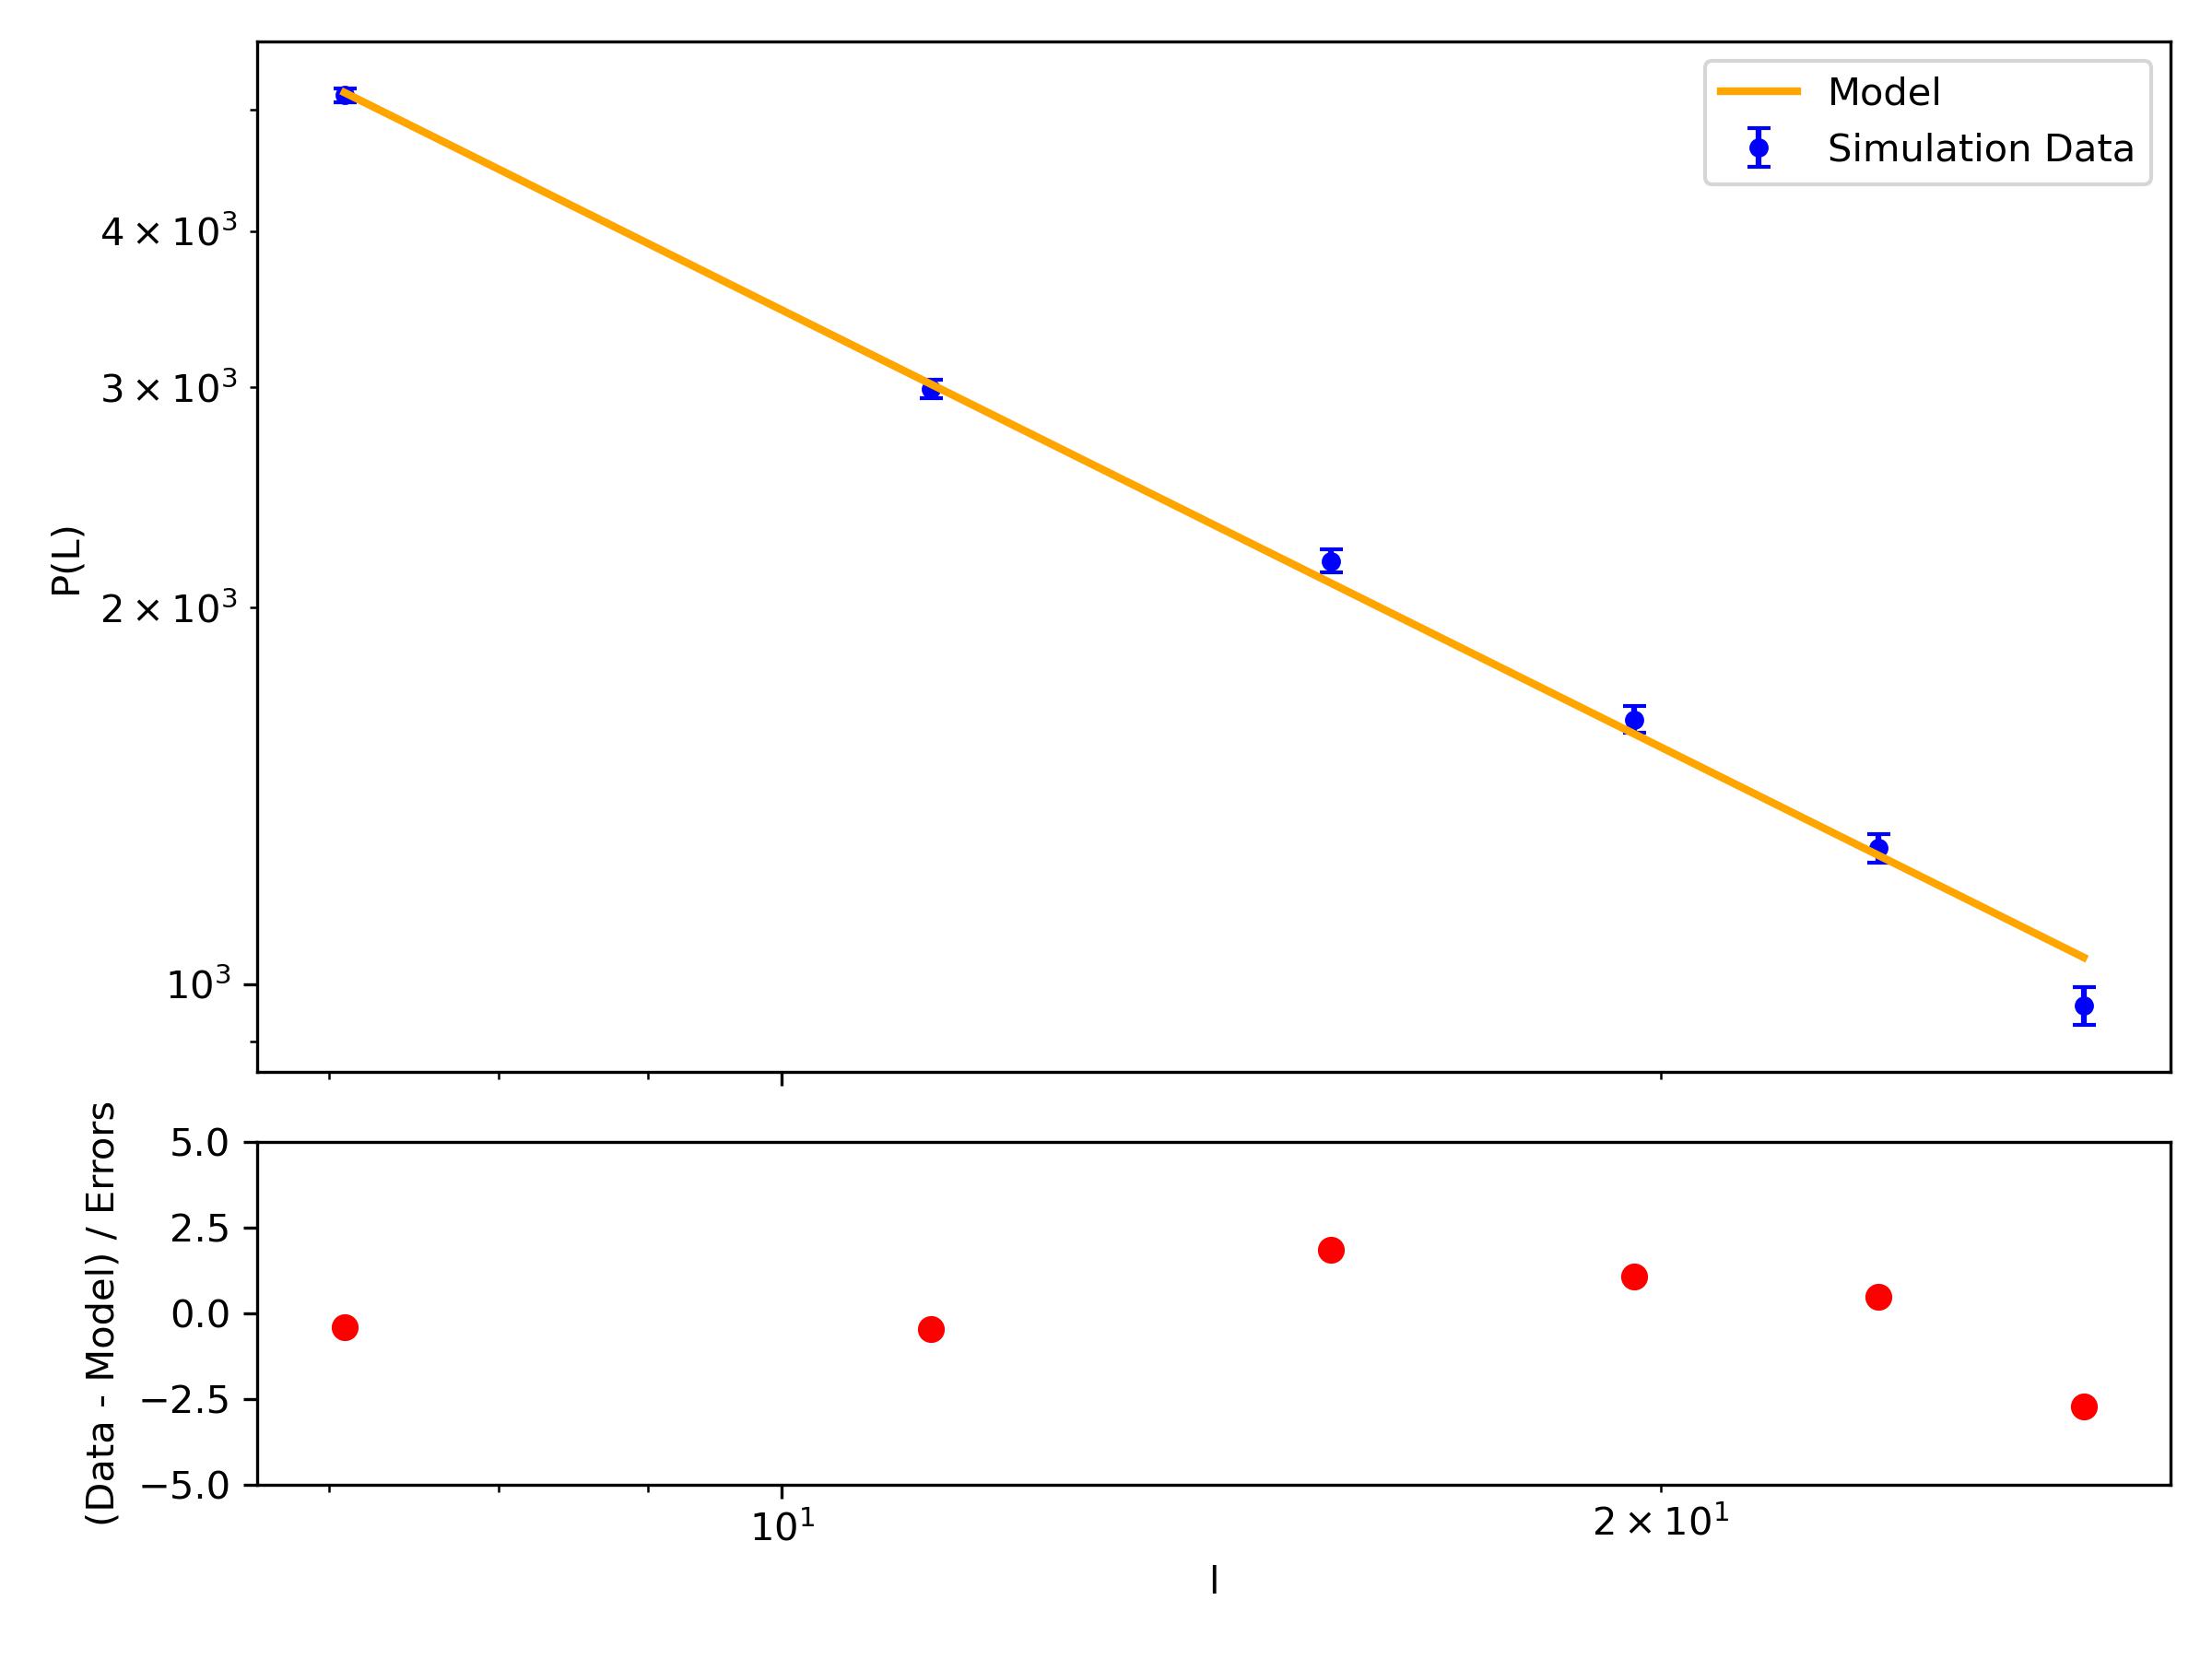 Model
Simulation Data
P(L)
4 × 10³
3 × 10³
2 × 10³
10³
(Data - Model) / Errors
5.0
2.5
0.0
−2.5
−5.0
10¹
2 × 10¹
l